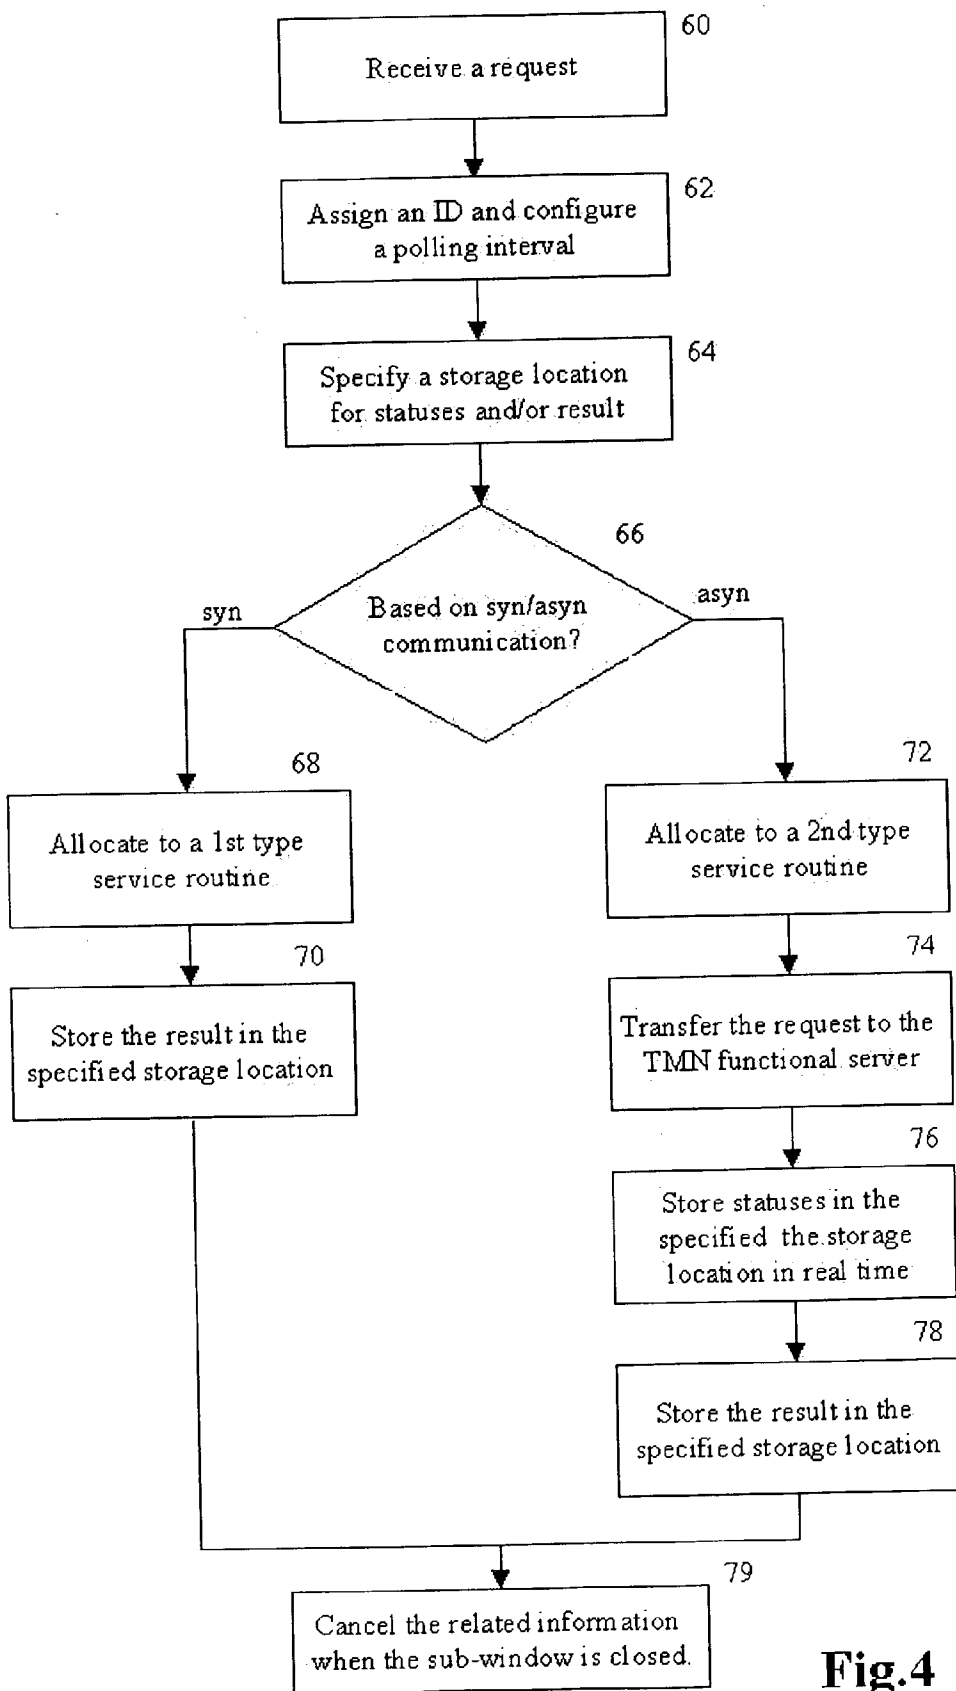 60
Receive a request
62
Assign an ID and configure
a polling interval
64
Specify a storage location
for statuses and/or result
66
Based on syn/asyn
communication?
syn
asyn
68
Allocate to a 1st type
service routine
72
Allocate to a 2nd type
service routine
70
Store the result in the
specified storage location
74
Transfer the request to the
TMN functional server
76
Store statuses in the
specified the storage
location in real time
78
Store the result in the
specified storage location
79
Cancel the related information
when the sub-window is closed.
Fig.4